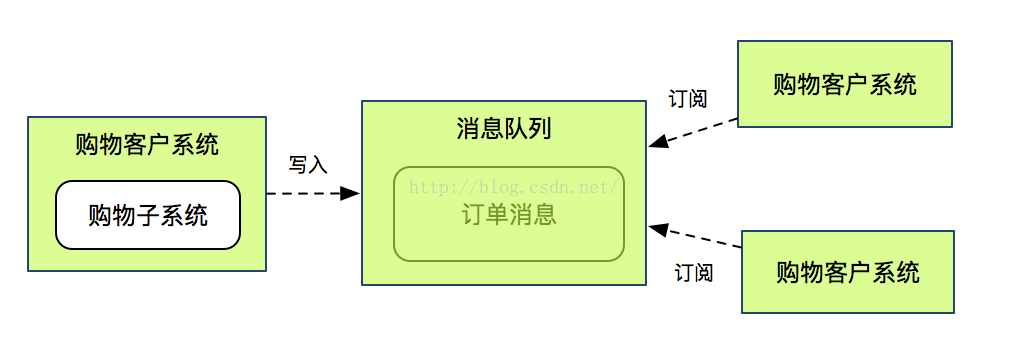 购物客户系统
购物子系统
写入
消息队列
http://blog.csdn.net/
订单消息
订阅
购物客户系统
订阅
购物客户系统